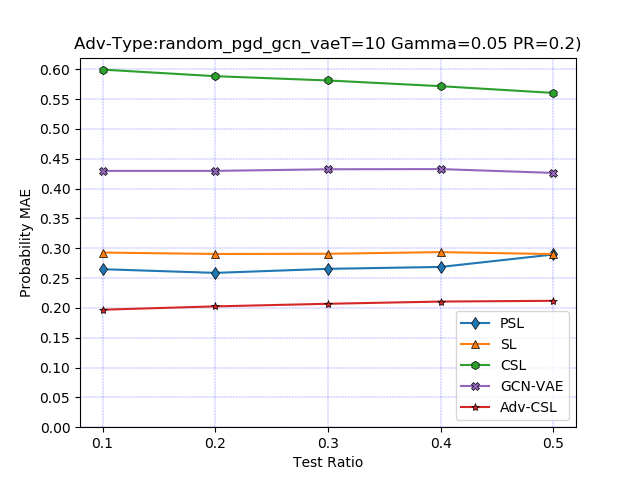 Adv-Type:random_pgd_gcn_vaeT=10 Gamma=0.05 PR=0.2)
0.60
0.55
0.50
0.45
0.40
0.35
0.30
0.25
0.20
0.15
0.10
0.05
0.00
Probability MAE
PSL
SL
CSL
GCN-VAE
Adv-CSL
0.1 0.2 0.3 0.4 0.5
Test Ratio